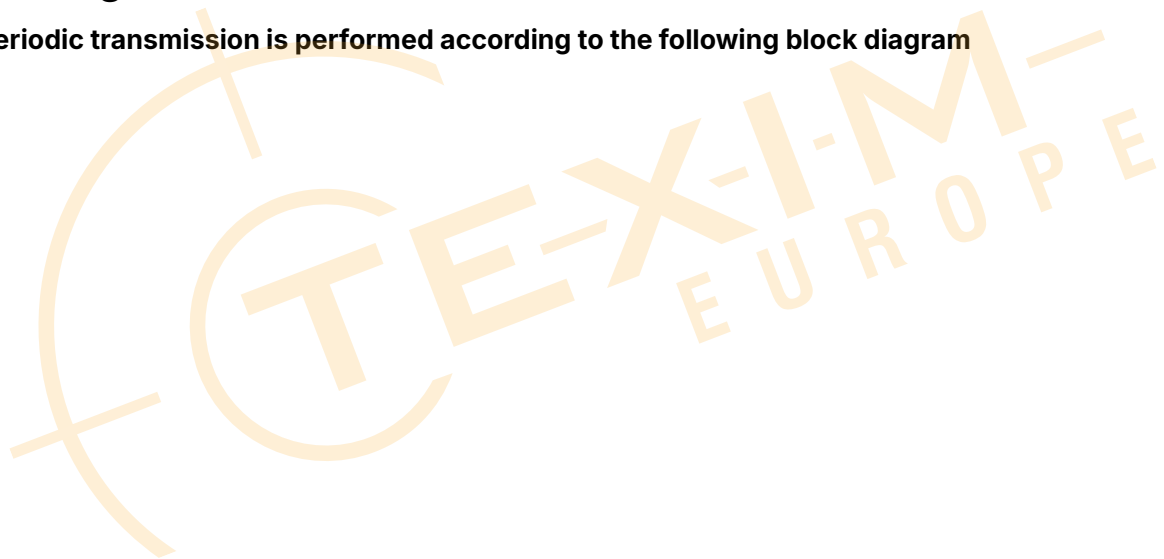 eriodic transmission is performed according to the following block diagram
TEXIM
EUROPE